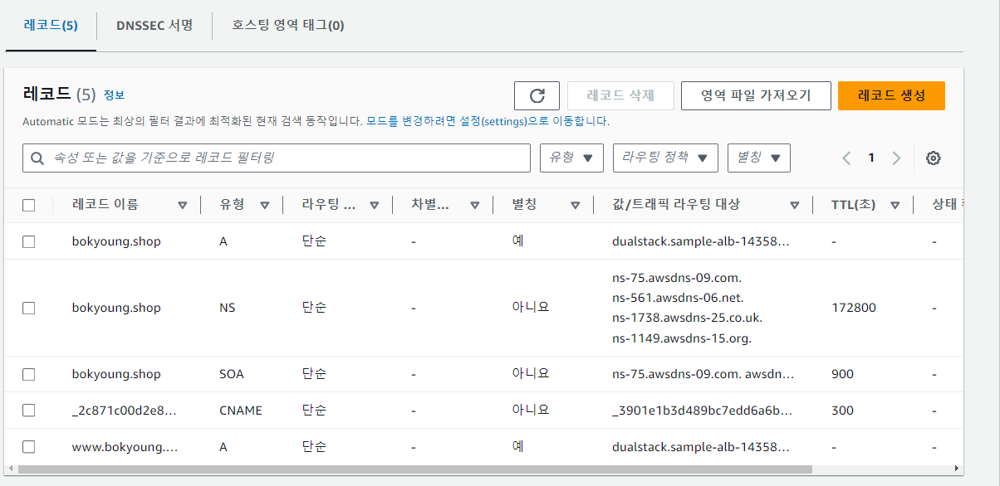 레코드(5) DNSSEC 서명 호스팅 영역 태그(0)
레코드 (5) 정보 레코드 삭제 영역 파일 가져오기 레코드 생성
Automatic 모드는 최상의 필터 결과에 최적화된 현재 검색 동작입니다. 모드를 변경하려면 설정(settings)으로 이동합니다.
속성 또는 값을 기준으로 레코드 필터링 유형 라우팅 정책 별칭 1
레코드 이름 유형 라우팅 ... 차별... 별칭 값/트래픽 라우팅 대상 TTL(초) 상태
bokyoung.shop A 단순 - 예 dualstack.sample-alb-14358... - -
ns-75.awsdns-09.com.
ns-561.awsdns-06.net.
bokyoung.shop NS 단순 - 아니요 172800 -
ns-1738.awsdns-25.co.uk.
ns-1149.awsdns-15.org.
bokyoung.shop SOA 단순 - 아니요 ns-75.awsdns-09.com. awsdn... 900 -
_2c871c00d2e8... CNAME 단순 - 아니요 _3901e1b3d489bc7edd6a6b... 300 -
www.bokyoung.... A 단순 - 예 dualstack.sample-alb-14358... - -